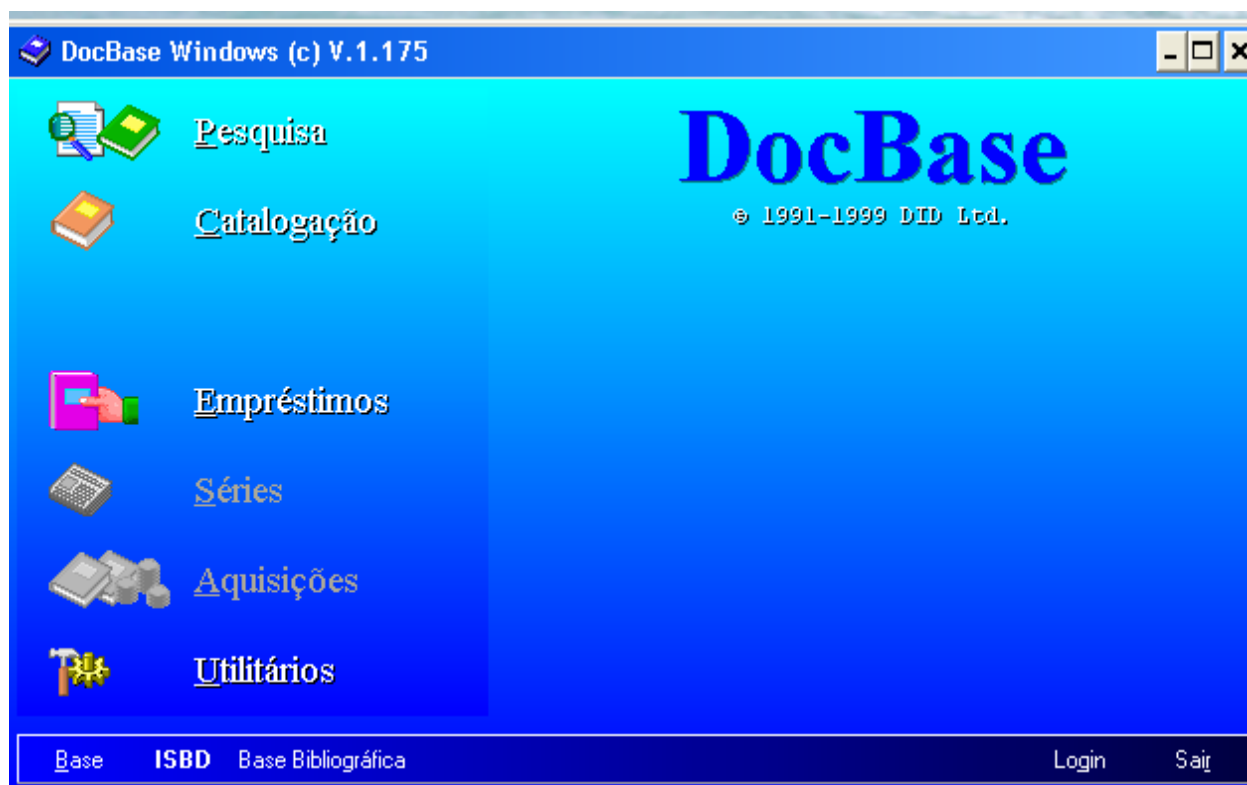 DocBase Windows (c) V.1.175
Pesquisa
Catalogação
Empréstimos
Séries
Aquisições
Utilitários
DocBase
© 1991-1999 DID Ltd.
Base ISBD Base Bibliográfica Login Sair